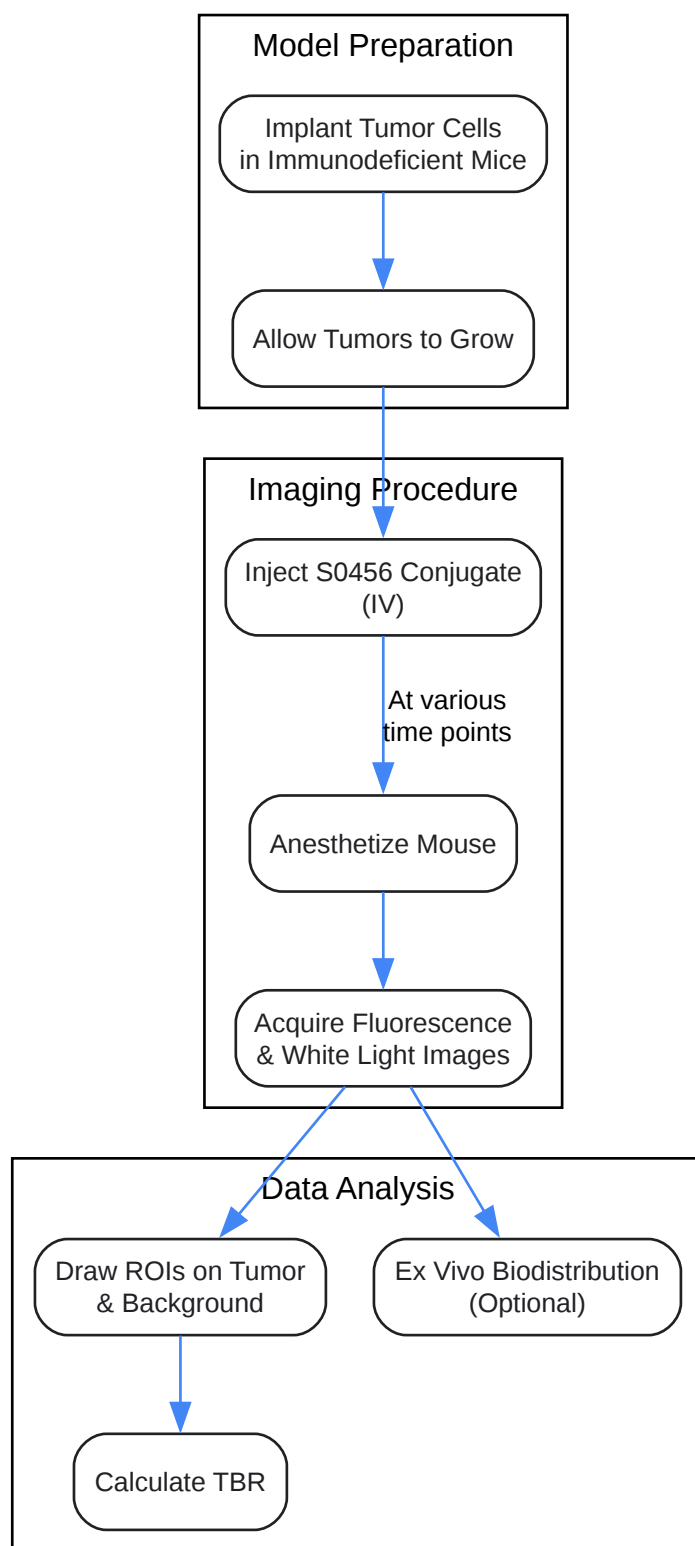 Model Preparation
Implant Tumor Cells
in Immunodeficient Mice
Allow Tumors to Grow
Imaging Procedure
Inject S0456 Conjugate
(IV)
At various
time points
Anesthetize Mouse
Acquire Fluorescence
& White Light Images
Data Analysis
Draw ROIs on Tumor
& Background
Ex Vivo Biodistribution
(Optional)
Calculate TBR